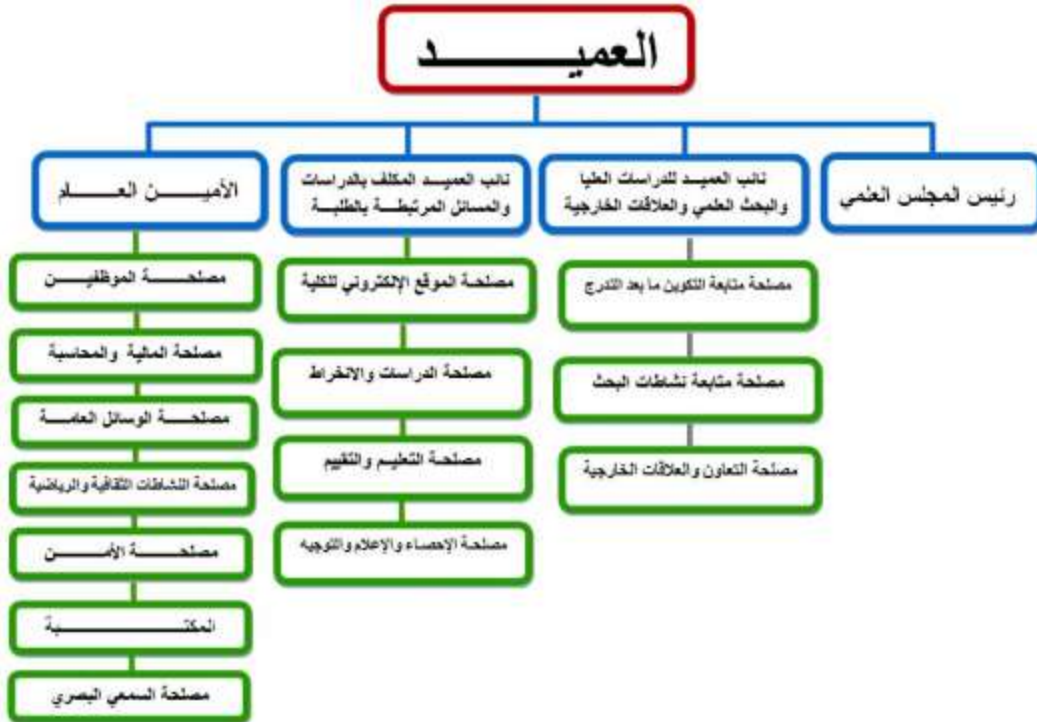 العميد
رئيس المجلس العلمي
نائب العميد للدراسات العليا
والبحث العلمي والعلاقات الخارجية
نائب العميد المكلف بالدراسات
والمسائل المرتبطة بالطلبة
الأمين العام
مصلحة متابعة التكوين ما بعد التدرج
مصلحة متابعة نشاطات البحث
مصلحة التعاون والعلاقات الخارجية
مصلحة الموقع الإلكتروني للكلية
مصلحة الدراسات والانخراط
مصلحة التعليم والتقييم
مصلحة الإحصاء والإعلام والتوجيه
مصلحة الموظفين
مصلحة المالية والمحاسبة
مصلحة الوسائل العامة
مصلحة النشاطات الثقافية والرياضية
مصلحة الأمن
المكتبة
مصلحة السمعي البصري